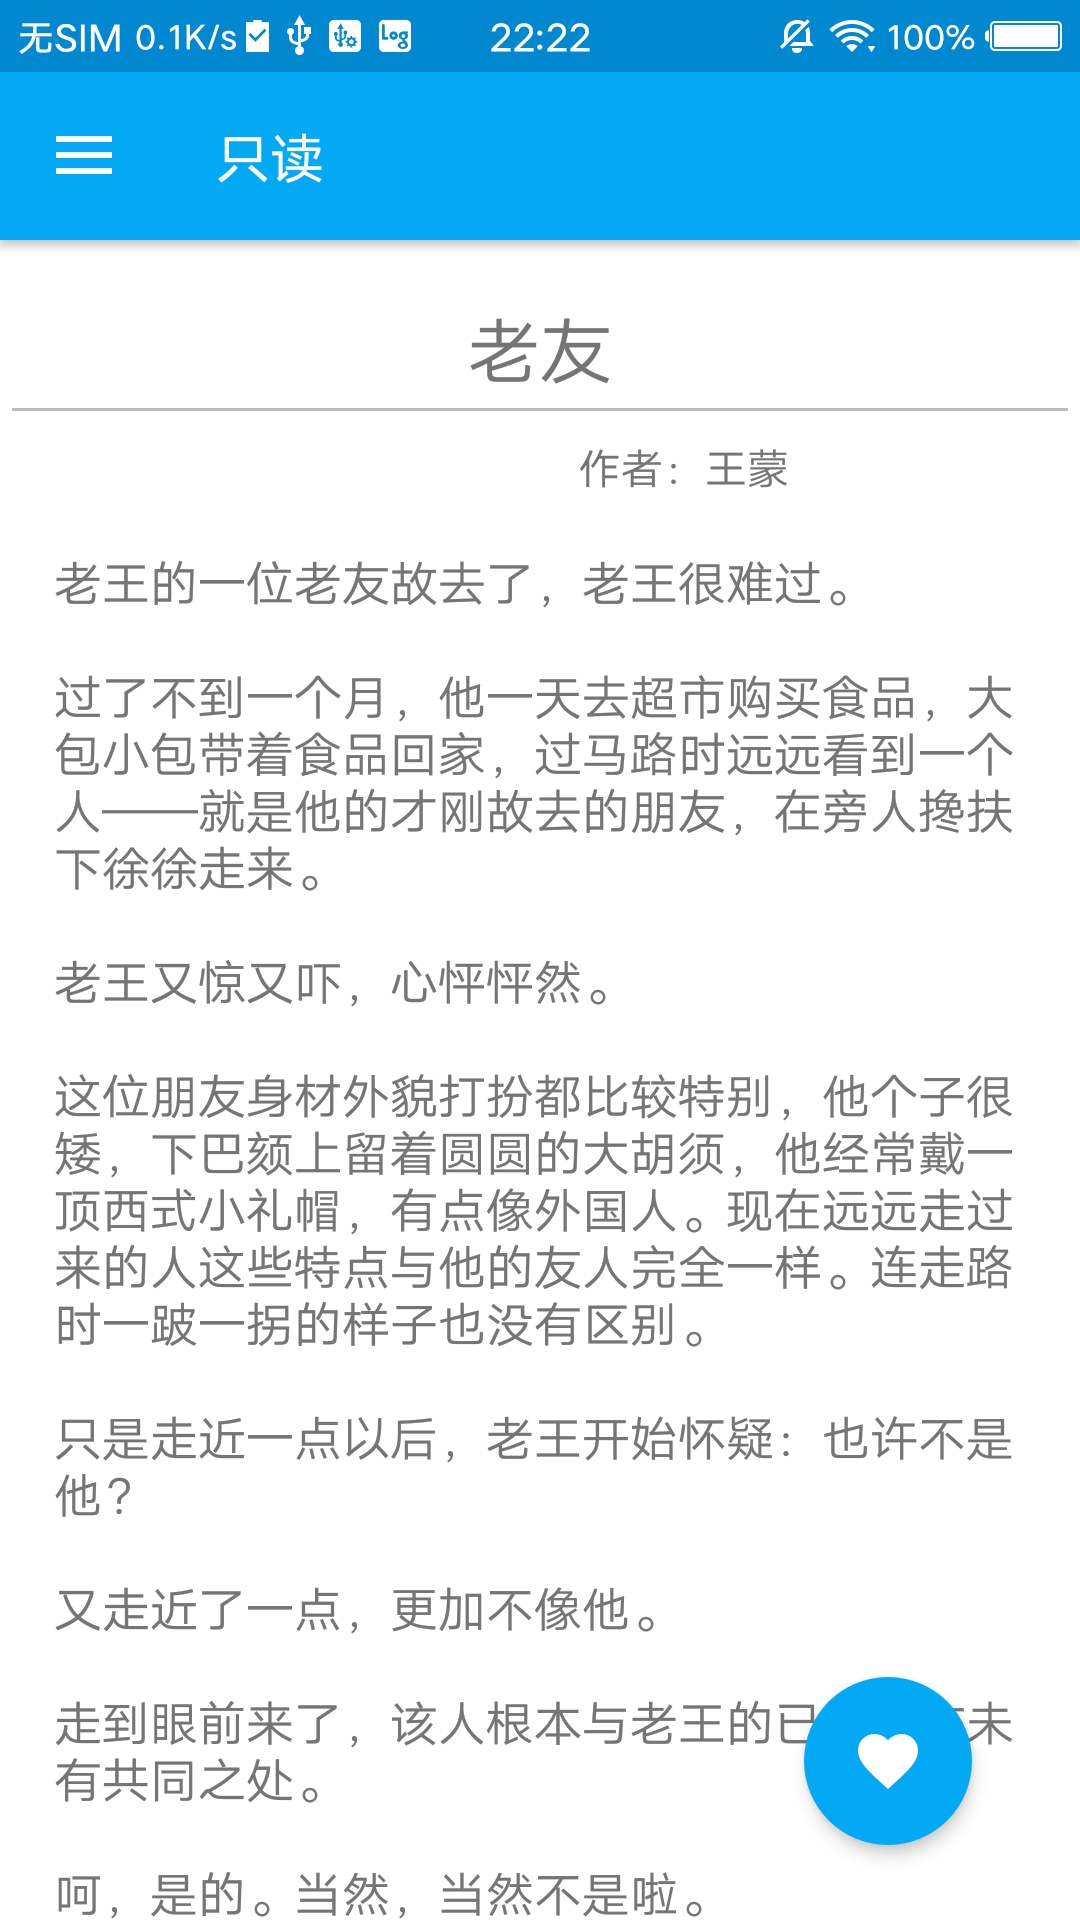 无SIM 0.1K/s Log 22:22 100%
只读
老友
作者：王蒙
老王的一位老友故去了，老王很难过。
过了不到一个月，他一天去超市购买食品，大
包小包带着食品回家，过马路时远远看到一个
人——就是他的才刚故去的朋友，在旁人搀扶
下徐徐走来。
老王又惊又吓，心怦怦然。
这位朋友身材外貌打扮都比较特别，他个子很
矮，下巴颏上留着圆圆的大胡须，他经常戴一
顶西式小礼帽，有点像外国人。现在远远走过
来的人这些特点与他的友人完全一样。连走路
时一跛一拐的样子也没有区别。
只是走近一点以后，老王开始怀疑：也许不是
他？
又走近了一点，更加不像他。
走到眼前来了，该人根本与老王的已 未
有共同之处。
呵，是的。当然，当然不是啦。